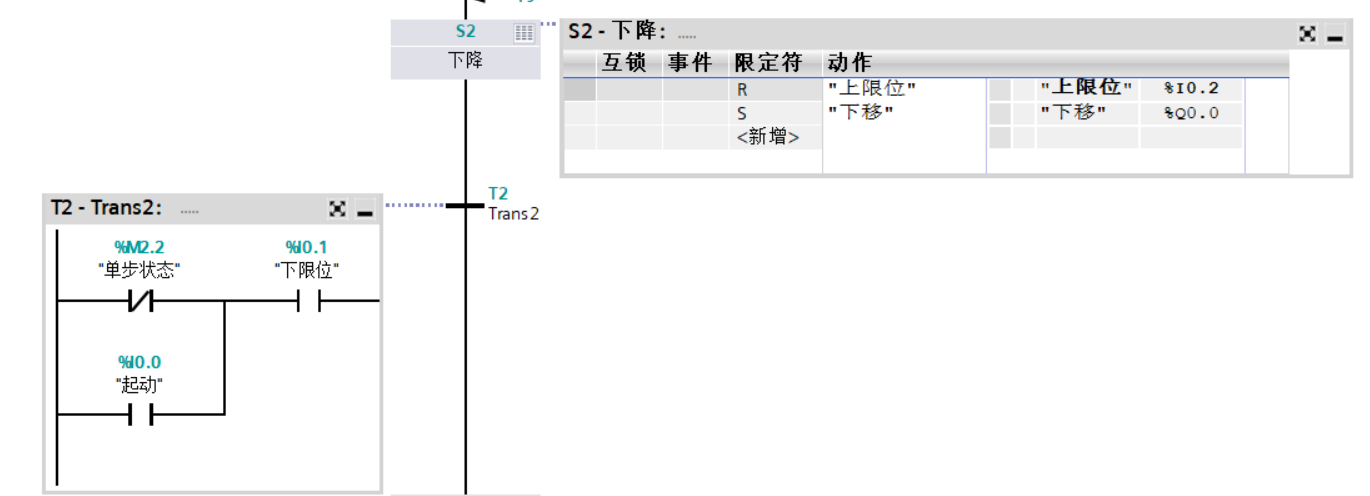 S2
下降
S2 - 下降: .....
互锁 事件 限定符 动作
R "上限位" "上限位" %I0.2
S "下移" "下移" %Q0.0
<新增>
T2 - Trans2: .....
T2
Trans2
%M2.2 %I0.1
"单步状态" "下限位"
%I0.0
"起动"